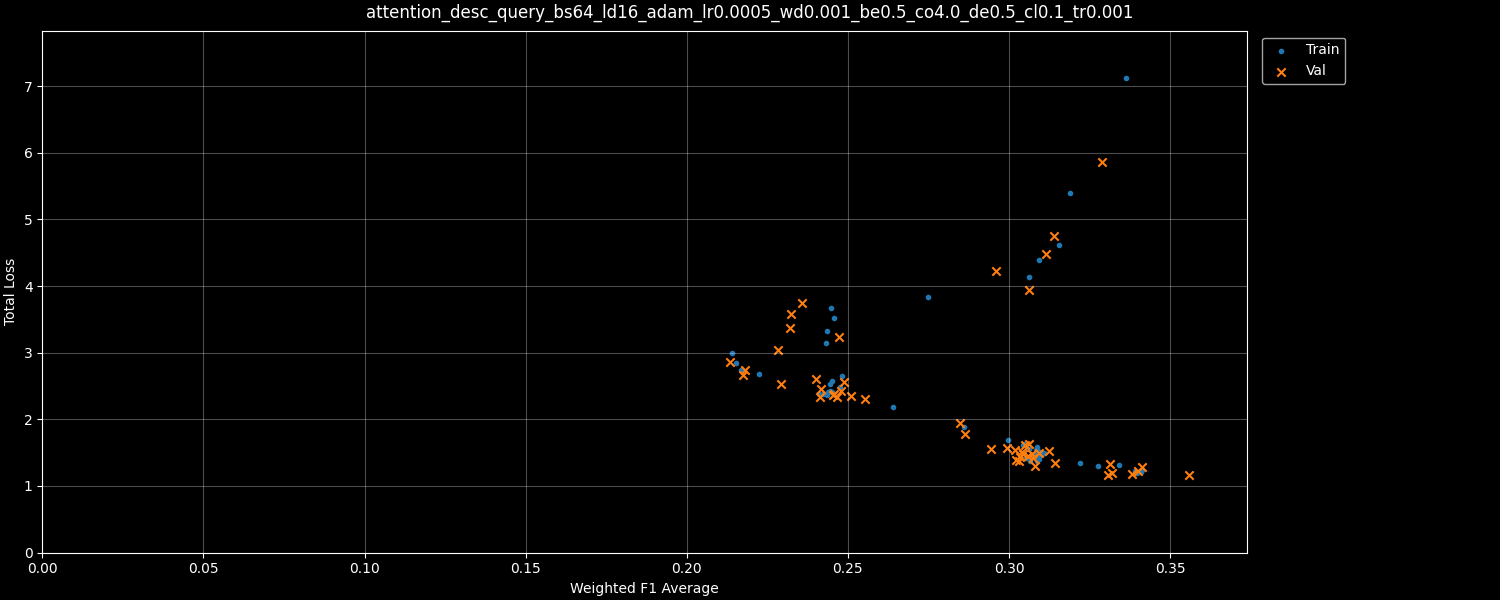 attention_desc_query_bs64_ld16_adam_lr0.0005_wd0.001_be0.5_co4.0_de0.5_cl0.1_tr0.001
Train
Val
7
6
5
4
3
2
1
0
Total Loss
0.00 0.05 0.10 0.15 0.20 0.25 0.30 0.35
Weighted F1 Average